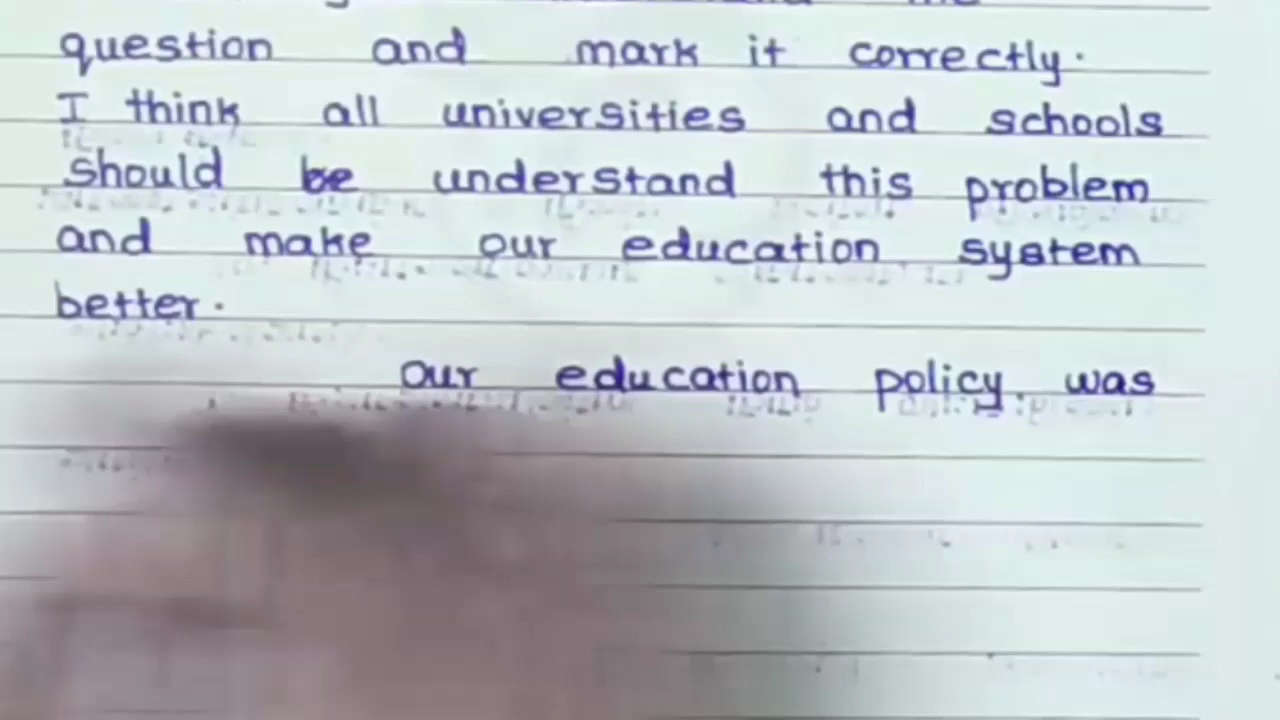 question and mark it correctly.
I think all universities and schools
should be understand this problem
and make our education system
better.
our education policy was